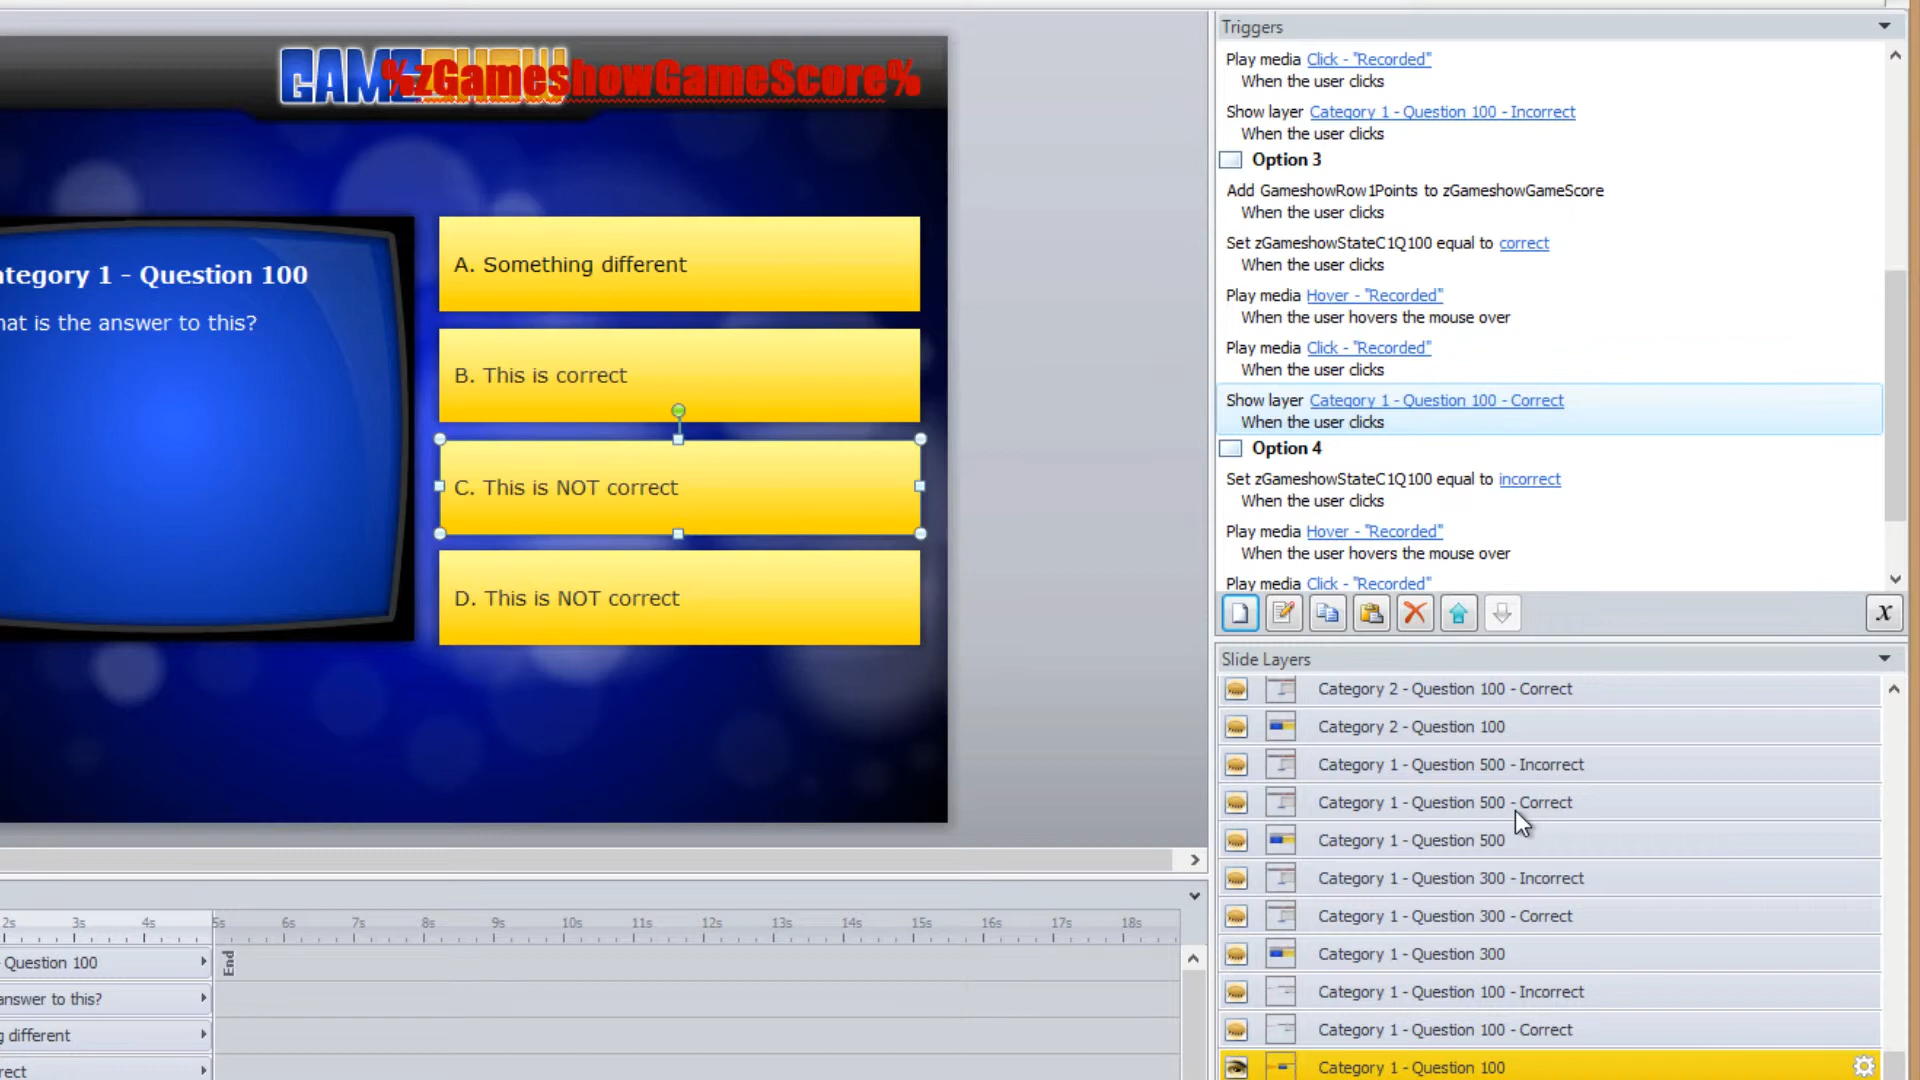 GAME SHOW
%zGameshowGameScore%
ategory 1 - Question 100
hat is the answer to this?
A. Something different
B. This is correct
C. This is NOT correct
D. This is NOT correct
2s 3s 4s 5s 6s 7s 8s 9s 10s 11s 12s 13s 14s 15s 16s 17s 18s
Question 100
End
answer to this?
g different
rect
Triggers
Play media Click - "Recorded"
When the user clicks
Show layer Category 1 - Question 100 - Incorrect
When the user clicks
Option 3
Add GameshowRow1Points to zGameshowGameScore
When the user clicks
Set zGameshowStateC1Q100 equal to correct
When the user clicks
Play media Hover - "Recorded"
When the user hovers the mouse over
Play media Click - "Recorded"
When the user clicks
Show layer Category 1 - Question 100 - Correct
When the user clicks
Option 4
Set zGameshowStateC1Q100 equal to incorrect
When the user clicks
Play media Hover - "Recorded"
When the user hovers the mouse over
Play media Click - "Recorded"
x
Slide Layers
Category 2 - Question 100 - Correct
Category 2 - Question 100
Category 1 - Question 500 - Incorrect
Category 1 - Question 500 - Correct
Category 1 - Question 500
Category 1 - Question 300 - Incorrect
Category 1 - Question 300 - Correct
Category 1 - Question 300
Category 1 - Question 100 - Incorrect
Category 1 - Question 100 - Correct
Category 1 - Question 100